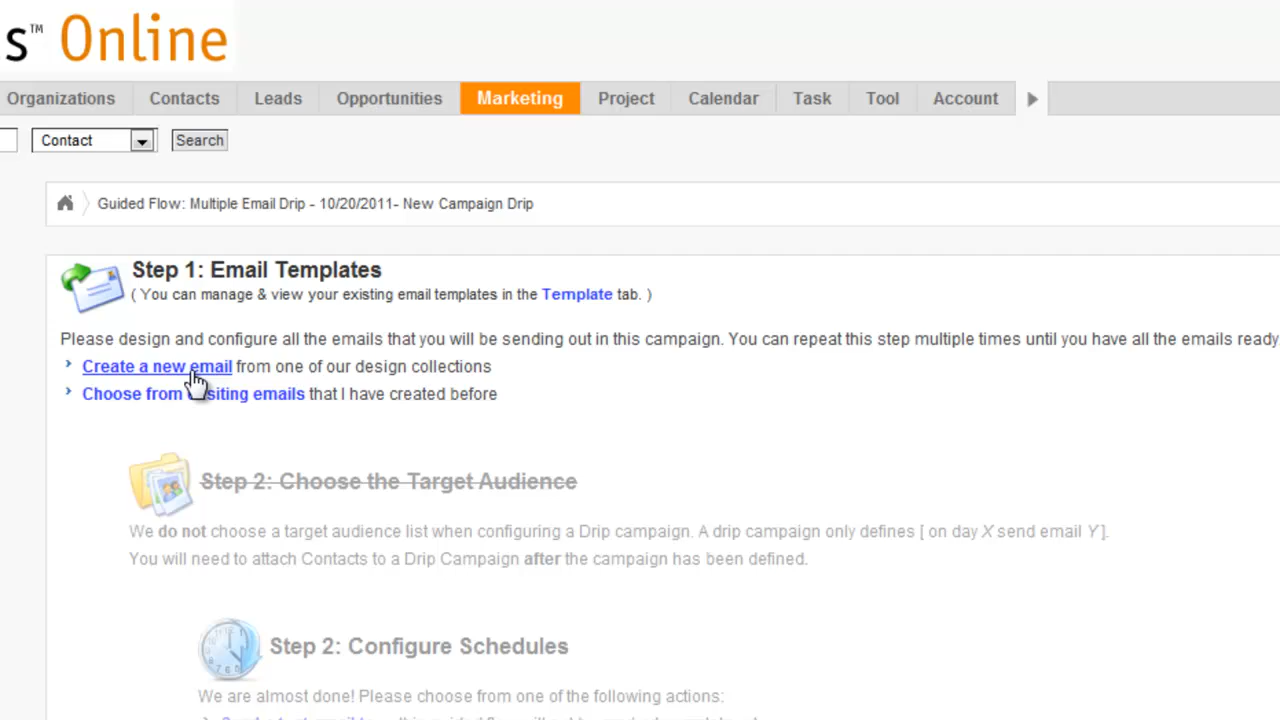 s™ Online
Organizations Contacts Leads Opportunities Marketing Project Calendar Task Tool Account
Contact Search
Guided Flow: Multiple Email Drip - 10/20/2011- New Campaign Drip
Step 1: Email Templates
( You can manage & view your existing email templates in the Template tab. )
Please design and configure all the emails that you will be sending out in this campaign. You can repeat this step multiple times until you have all the emails ready
Create a new email from one of our design collections
Choose from siting emails that I have created before
Step 2: Choose the Target Audience
We do not choose a target audience list when configuring a Drip campaign. A drip campaign only defines [ on day X send email Y ].
You will need to attach Contacts to a Drip Campaign after the campaign has been defined.
Step 2: Configure Schedules
We are almost done! Please choose from one of the following actions: